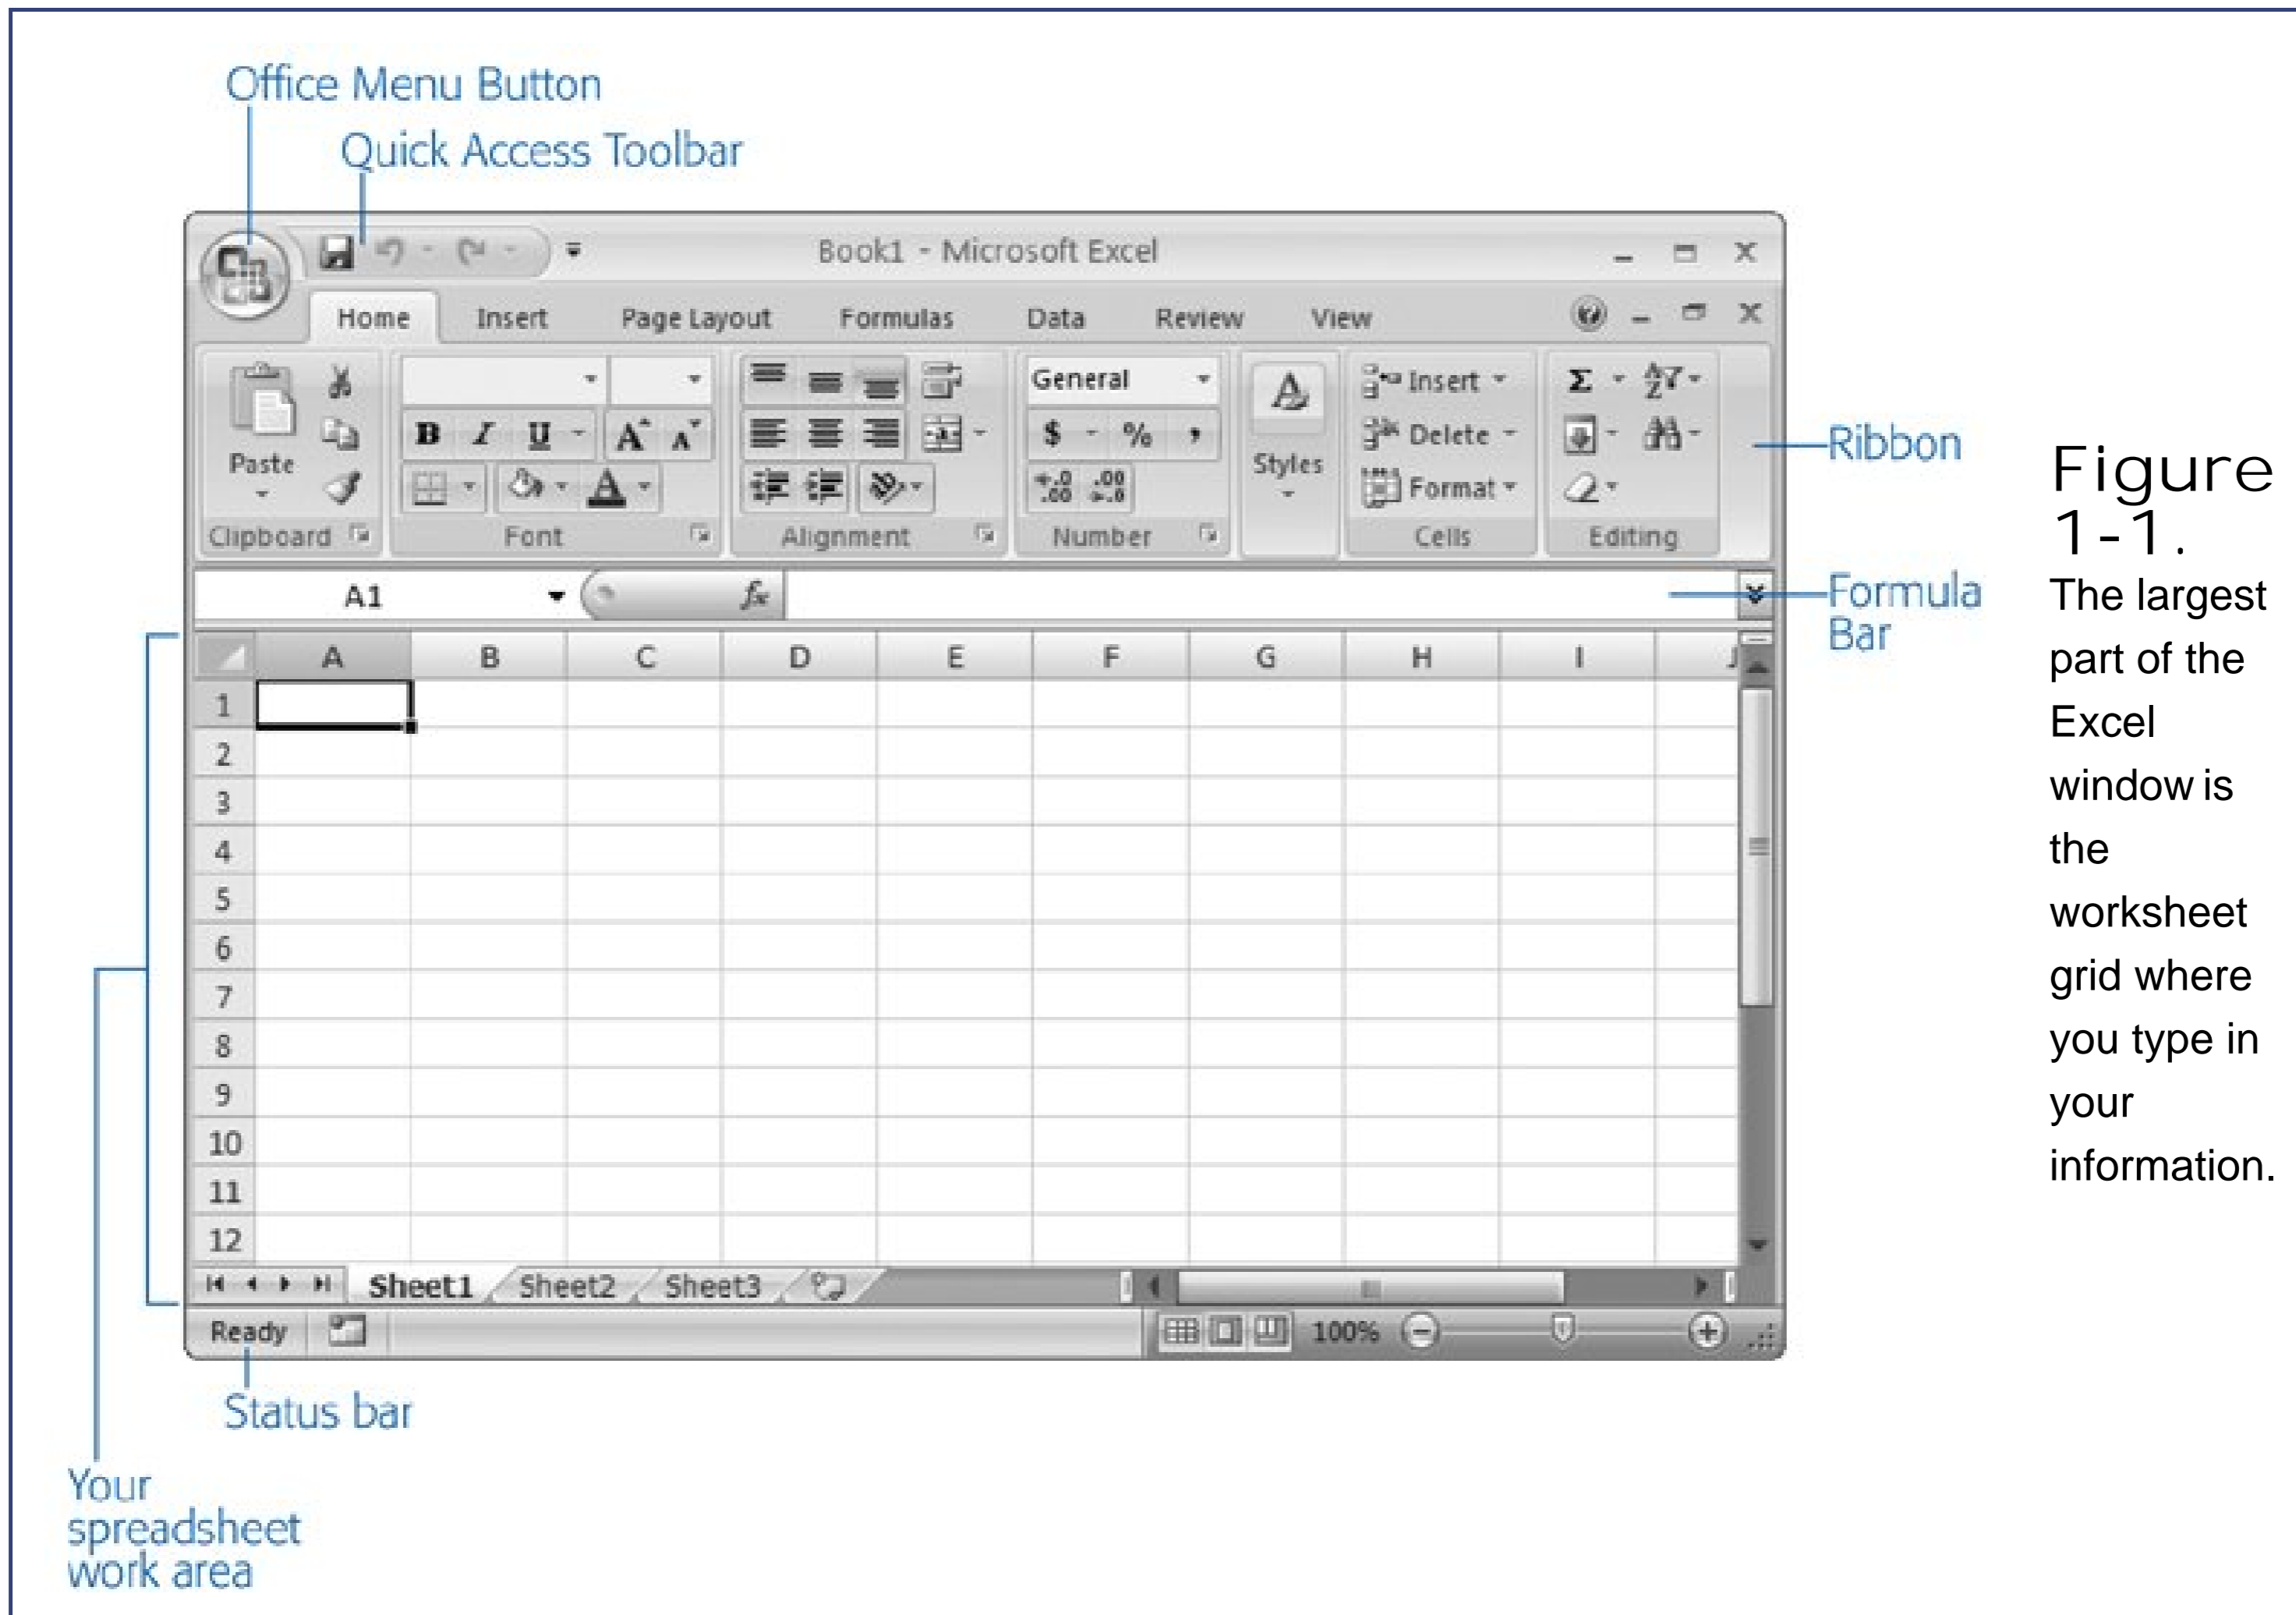 Office Menu Button
Quick Access Toolbar
Book1 - Microsoft Excel
Home Insert Page Layout Formulas Data Review View
General
Insert
B I U A A $ % , Delete
Paste Styles
Format
Clipboard Font Alignment Number Cells Editing
Ribbon
A1 fx
Formula
Bar
A B C D E F G H I J
1
2
3
4
5
6
7
8
9
10
11
12
Sheet1 Sheet2 Sheet3
Ready 100%
Status bar
Your
spreadsheet
work area
Figure
1-1.
The largest
part of the
Excel
window is
the
worksheet
grid where
you type in
your
information.